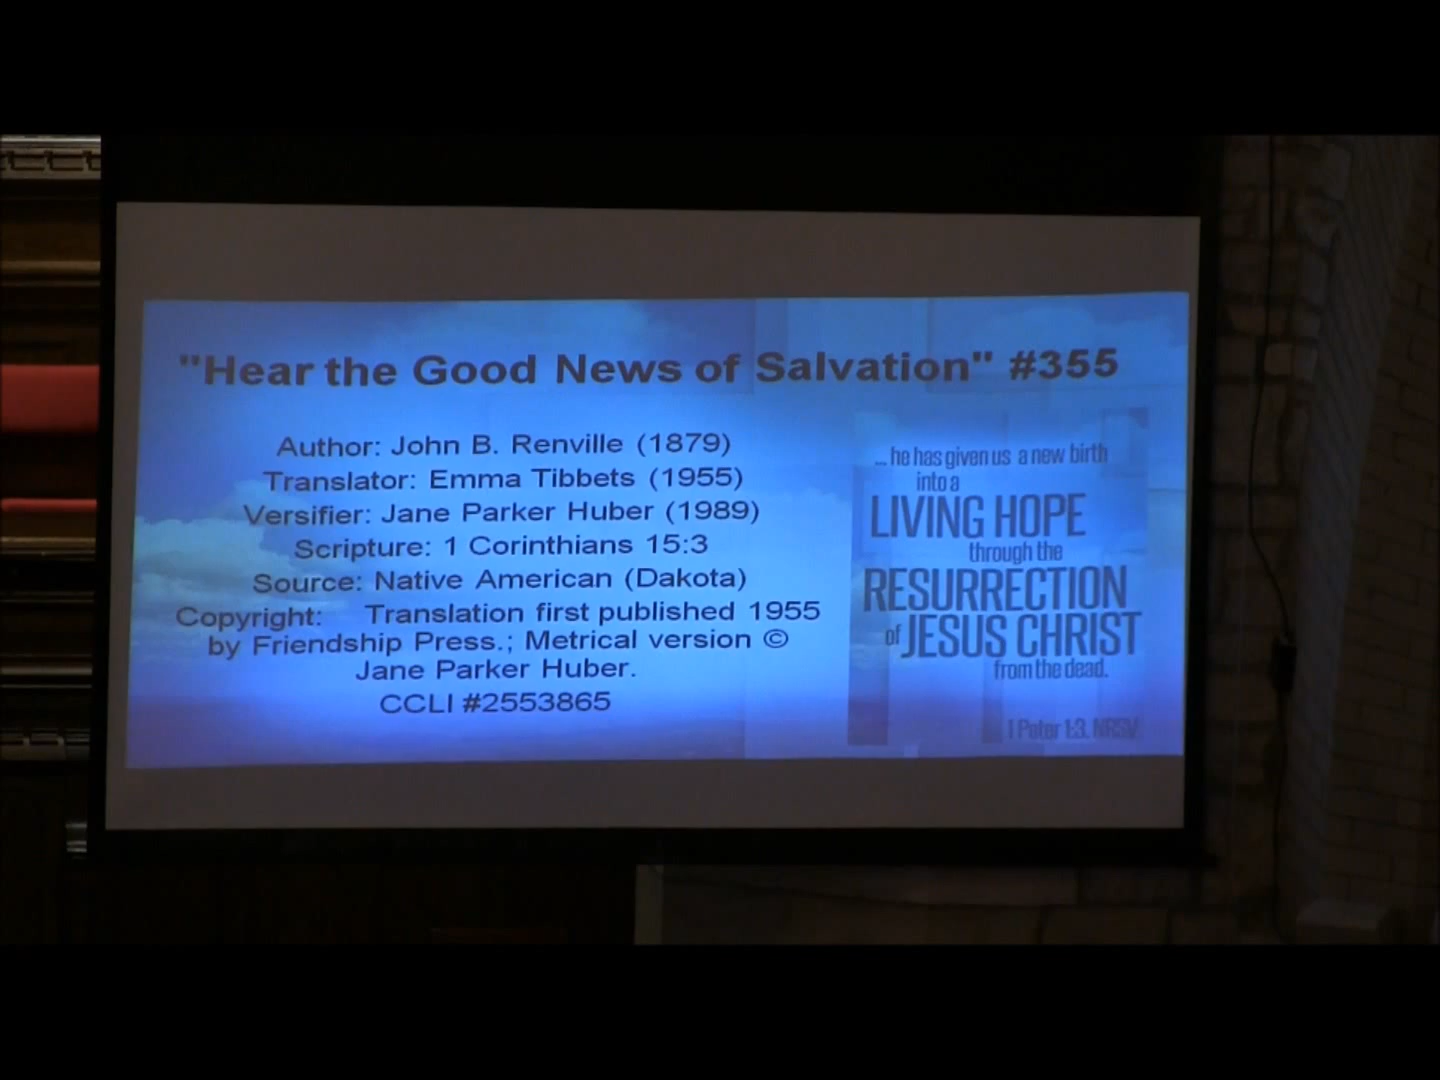 "Hear the Good News of Salvation" #355
Author: John B. Renville (1879)
Translator: Emma Tibbets (1955)
Versifier: Jane Parker Huber (1989)
Scripture: 1 Corinthians 15:3
Source: Native American (Dakota)
Copyright: Translation first published 1955
by Friendship Press.; Metrical version ©
Jane Parker Huber.
CCLI #2553865
... he has given us a new birth
into a
LIVING HOPE
through the
RESURRECTION
of JESUS CHRIST
from the dead.
1 Peter 1:3, NRSV